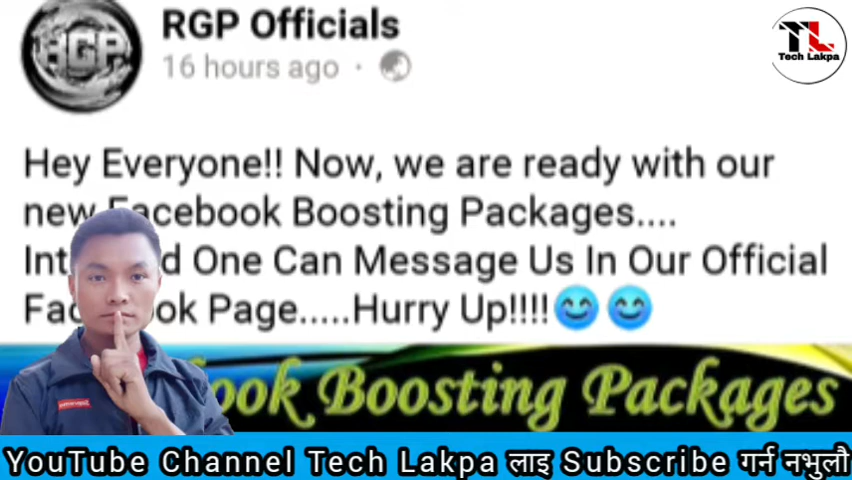 RGP Officials
16 hours ago ·
RGP
TL
Tech Lakpa
Hey Everyone!! Now, we are ready with our
new Facebook Boosting Packages....
One Can Message Us In Our Official
Page.....Hurry Up!!!!😊😊
Boosting Packages
YouTube Channel Tech Lakpa लाइ Subscribe गर्न नभुलौ